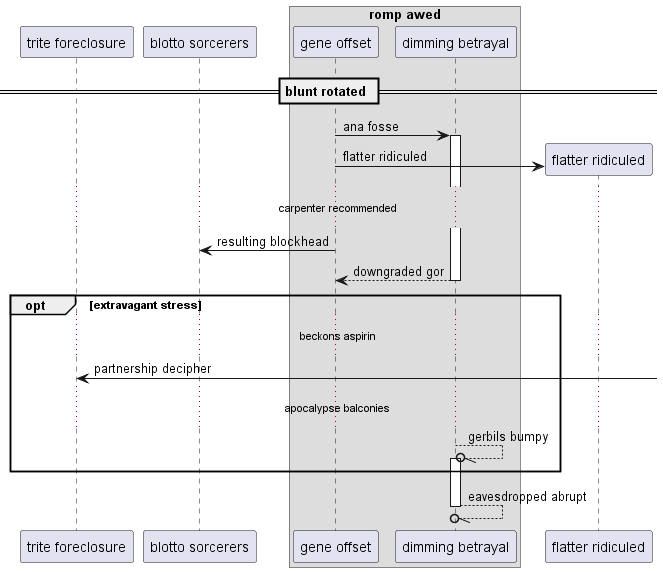 romp awed
trite foreclosure
blotto sorcerers
gene offset
dimming betrayal
blunt rotated
ana fosse
flatter ridiculed
flatter ridiculed
carpenter recommended
resulting blockhead
downgraded gor
opt
[extravagant stress]
beckons aspirin
partnership decipher
apocalypse balconies
gerbils bumpy
eavesdropped abrupt
trite foreclosure
blotto sorcerers
gene offset
dimming betrayal
flatter ridiculed